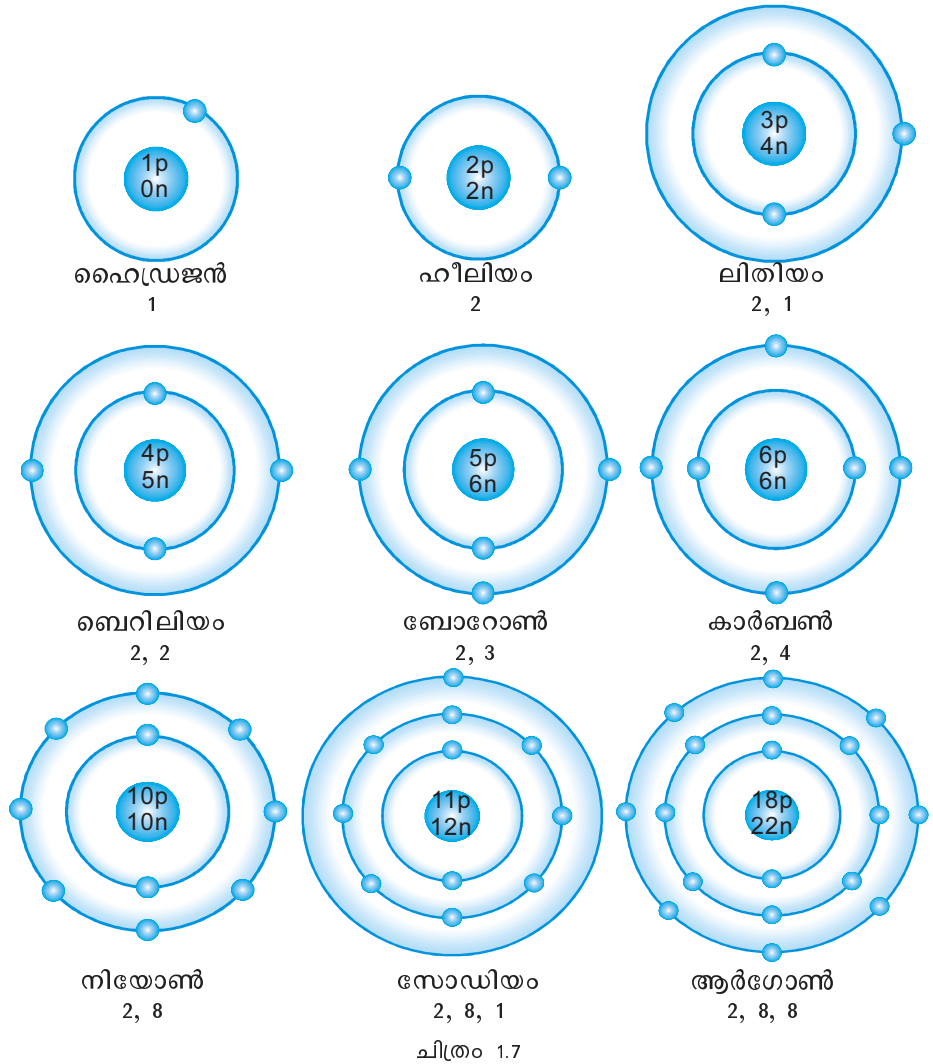 1p
0n
2p
2n
3p
4n
ഹൈഡ്രജൻ
1
ഹീലിയം
2
ലിതിയം
2, 1
4p
5n
5p
6n
6p
6n
ബെറിലിയം
2, 2
ബോറോൺ
2, 3
കാർബൺ
2, 4
10p
10n
11p
12n
18p
22n
നിയോൺ
2, 8
സോഡിയം
2, 8, 1
ആർഗോൺ
2, 8, 8
ചിത്രം 1.7